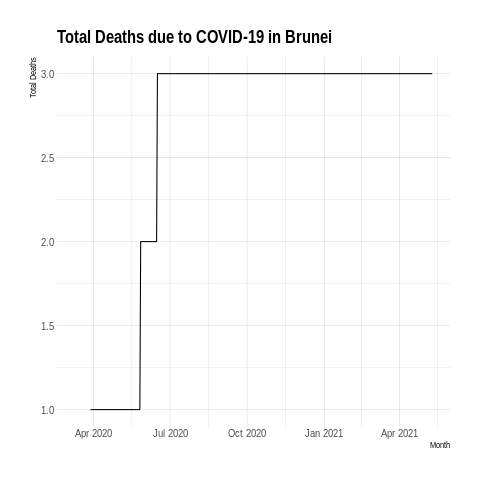 Total Deaths due to COVID-19 in Brunei
Total Deaths
3.0
2.5
2.0
1.5
1.0
Apr 2020 Jul 2020 Oct 2020 Jan 2021 Apr 2021
Month